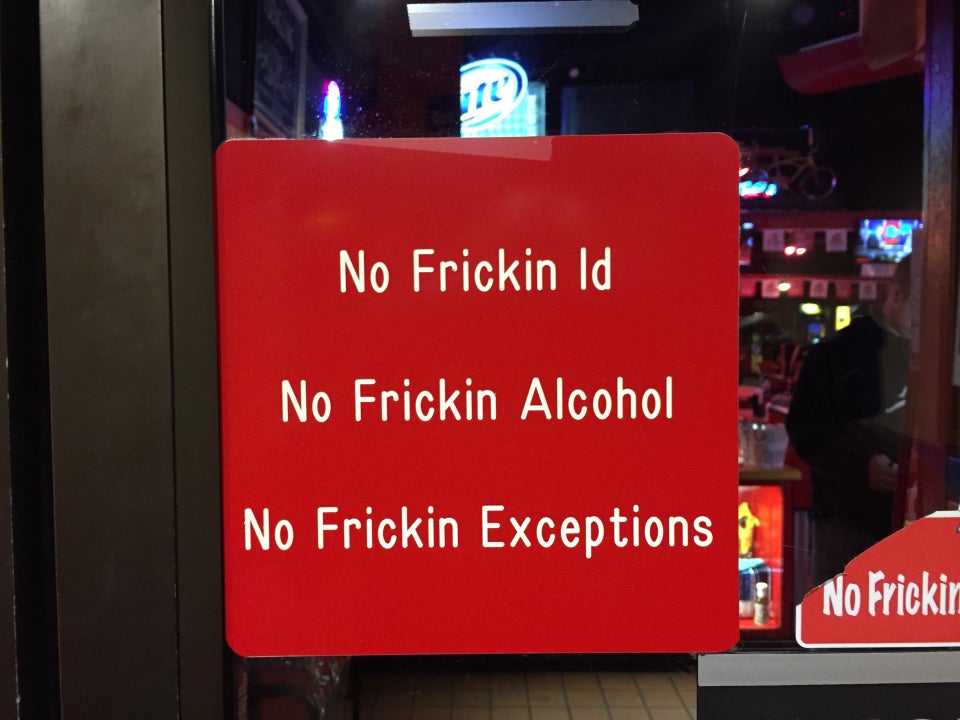 No Frickin Id
No Frickin Alcohol
No Frickin Exceptions
No Frickin